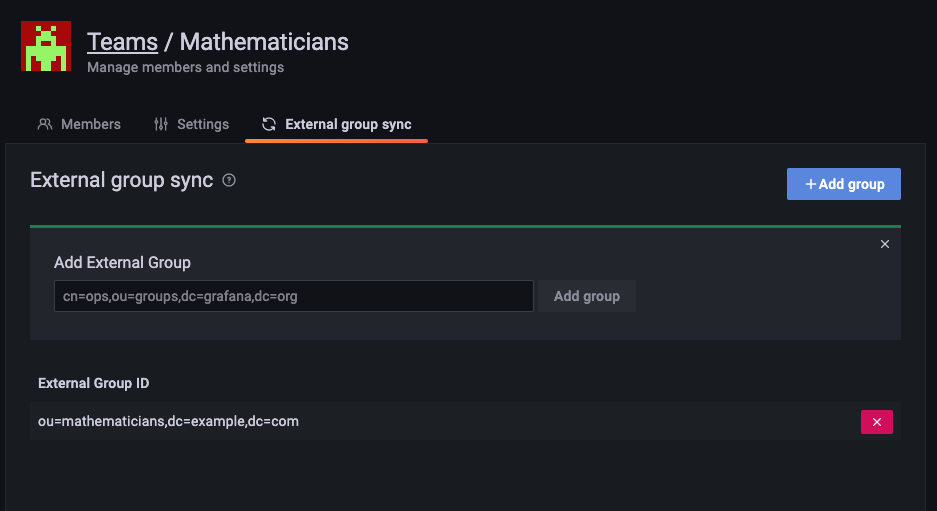 Teams / Mathematicians
Manage members and settings
Members Settings External group sync
External group sync
+Add group
Add External Group
cn=ops,ou=groups,dc=grafana,dc=org Add group
External Group ID
ou=mathematicians,dc=example,dc=com